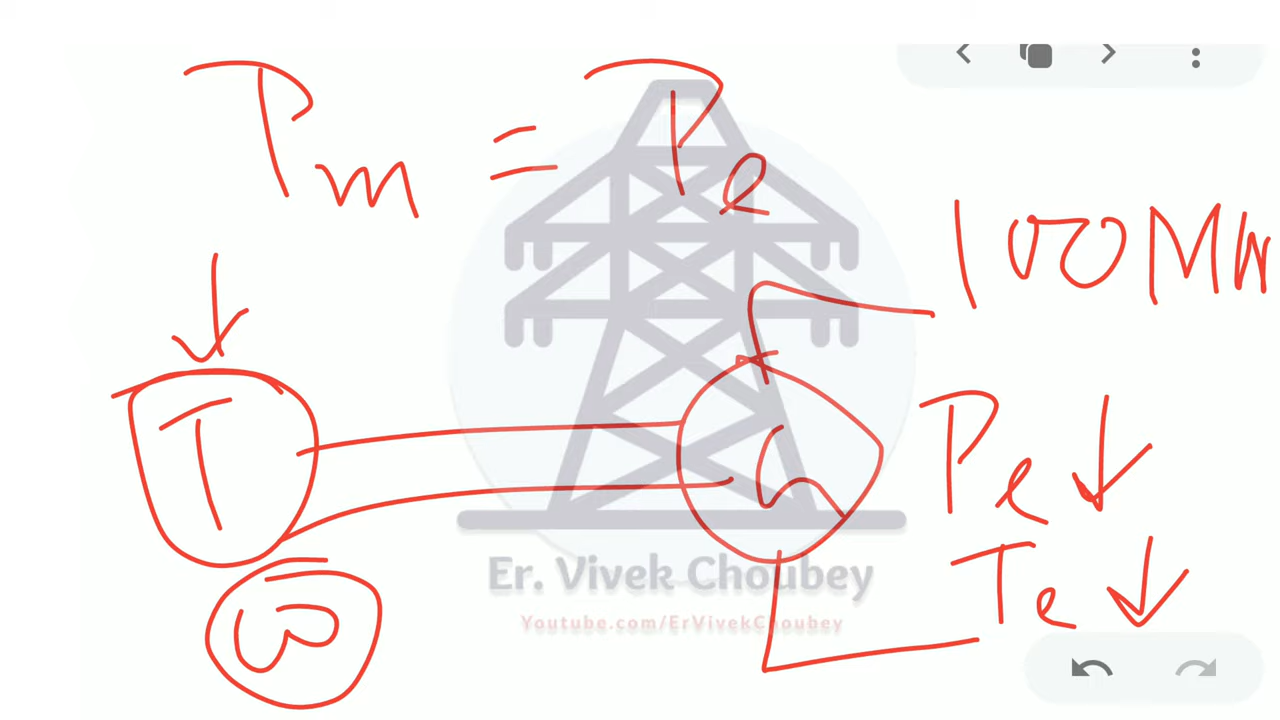 Pm = Pe
100MW
T
G
Pe ↓
Te ↓
ω
Er. Vivek Choubey
Youtube.com/ErVivekChoubey